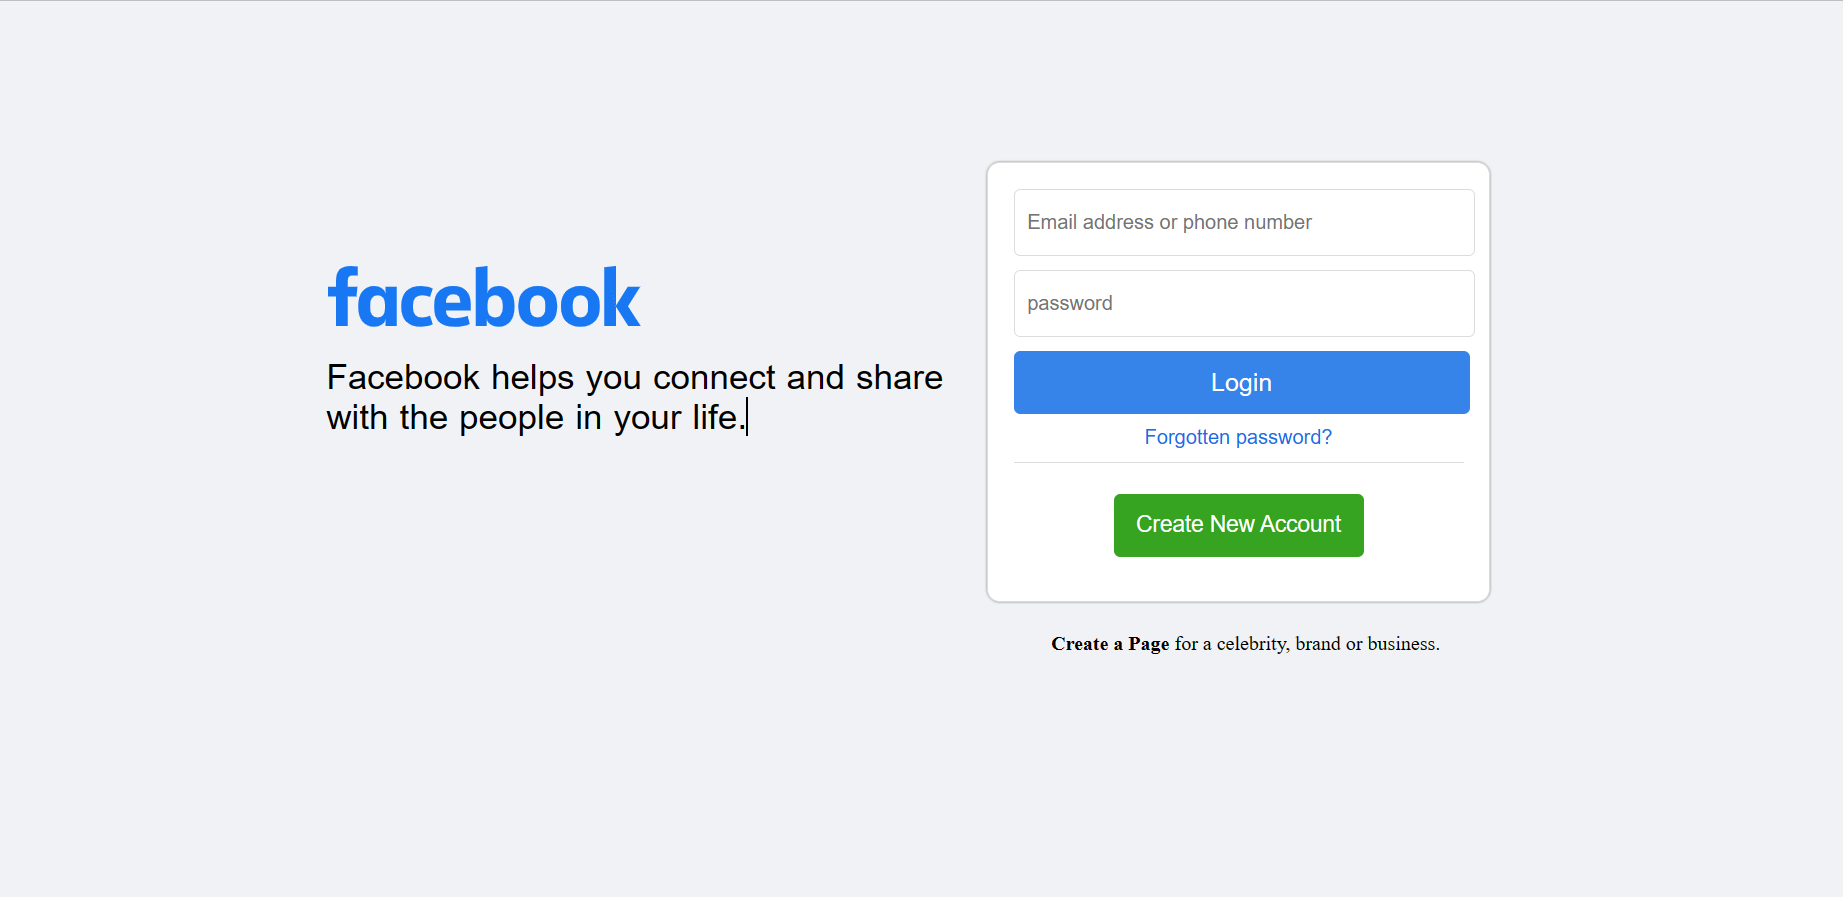 facebook
Facebook helps you connect and share
with the people in your life.
Email address or phone number
password
Login
Forgotten password?
Create New Account
Create a Page for a celebrity, brand or business.